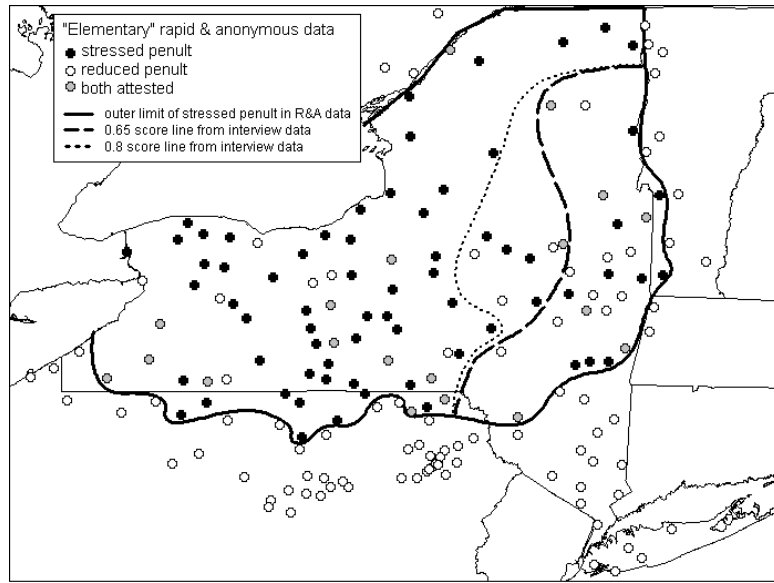 "Elementary" rapid & anonymous data
stressed penult
reduced penult
both attested
outer limit of stressed penult in R&A data
0.65 score line from interview data
0.8 score line from interview data